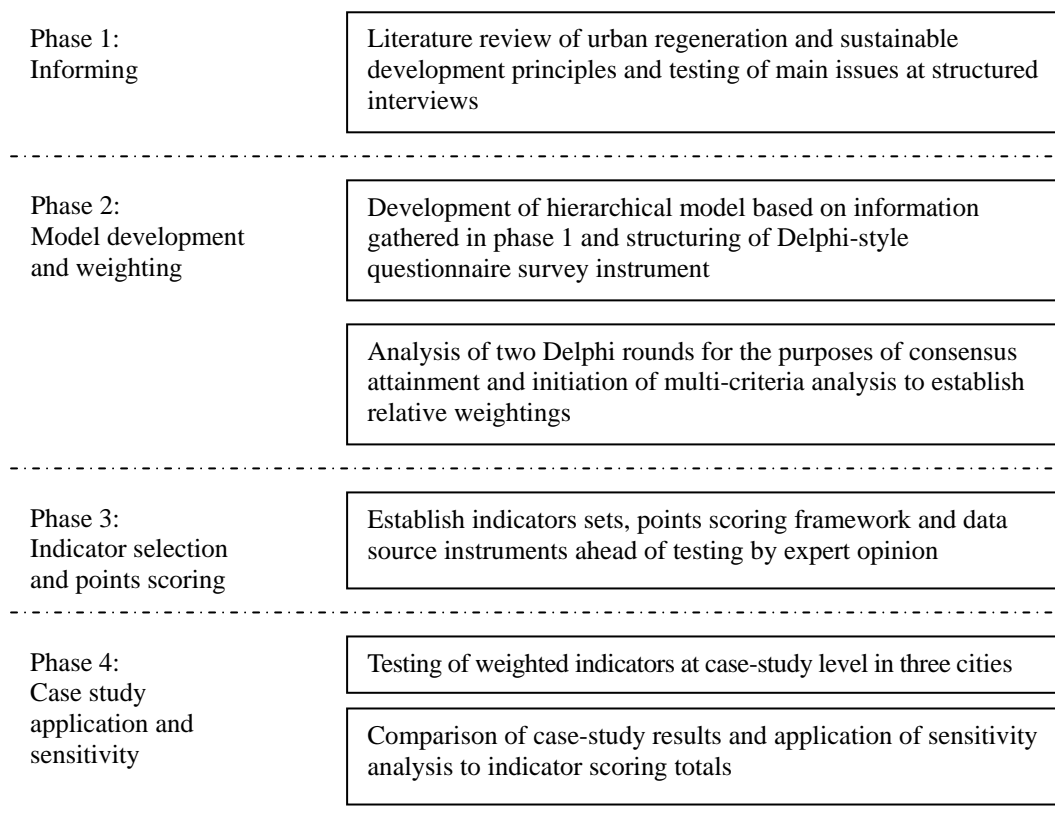 Phase 1:
Informing
Literature review of urban regeneration and sustainable
development principles and testing of main issues at structured
interviews
Phase 2:
Model development
and weighting
Development of hierarchical model based on information
gathered in phase 1 and structuring of Delphi-style
questionnaire survey instrument
Analysis of two Delphi rounds for the purposes of consensus
attainment and initiation of multi-criteria analysis to establish
relative weightings
Phase 3:
Indicator selection
and points scoring
Establish indicators sets, points scoring framework and data
source instruments ahead of testing by expert opinion
Phase 4:
Case study
application and
sensitivity
Testing of weighted indicators at case-study level in three cities
Comparison of case-study results and application of sensitivity
analysis to indicator scoring totals